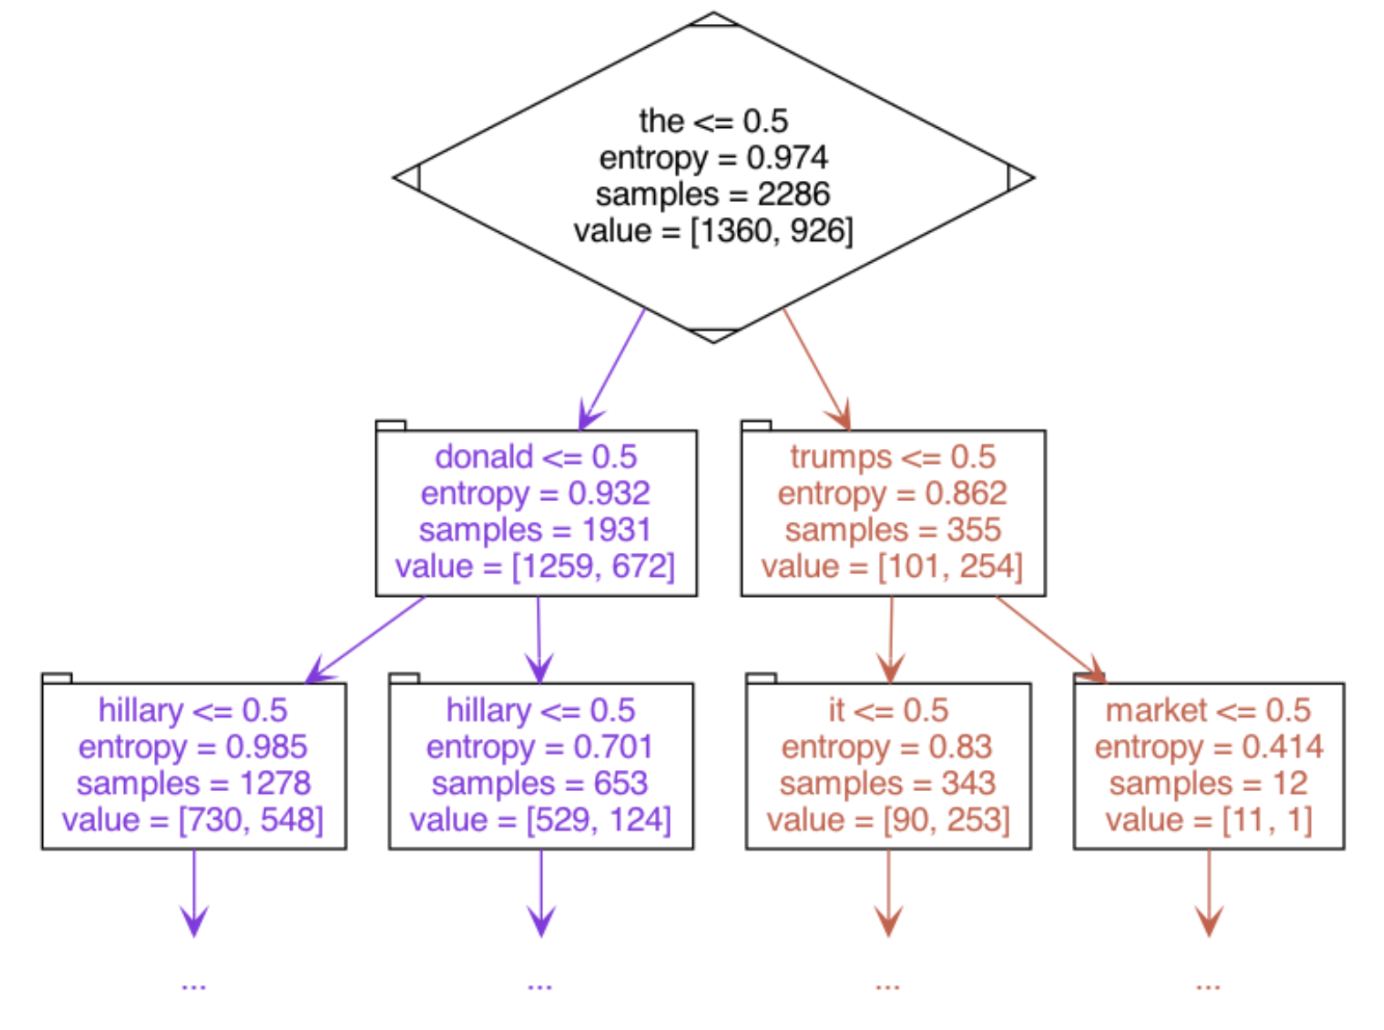 the <= 0.5
entropy = 0.974
samples = 2286
value = [1360, 926]
donald <= 0.5
entropy = 0.932
samples = 1931
value = [1259, 672]
trumps <= 0.5
entropy = 0.862
samples = 355
value = [101, 254]
hillary <= 0.5
entropy = 0.985
samples = 1278
value = [730, 548]
hillary <= 0.5
entropy = 0.701
samples = 653
value = [529, 124]
it <= 0.5
entropy = 0.83
samples = 343
value = [90, 253]
market <= 0.5
entropy = 0.414
samples = 12
value = [11, 1]
...
...
...
...